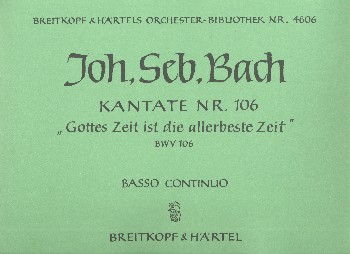 BREITKOPF & HÄRTELS ORCHESTER-BIBLIOTHEK NR. 4606
Joh. Seb. Bach
KANTATE NR. 106
„Gottes Zeit ist die allerbeste Zeit"
BWV 106
BASSO CONTINUO
BREITKOPF & HÄRTEL